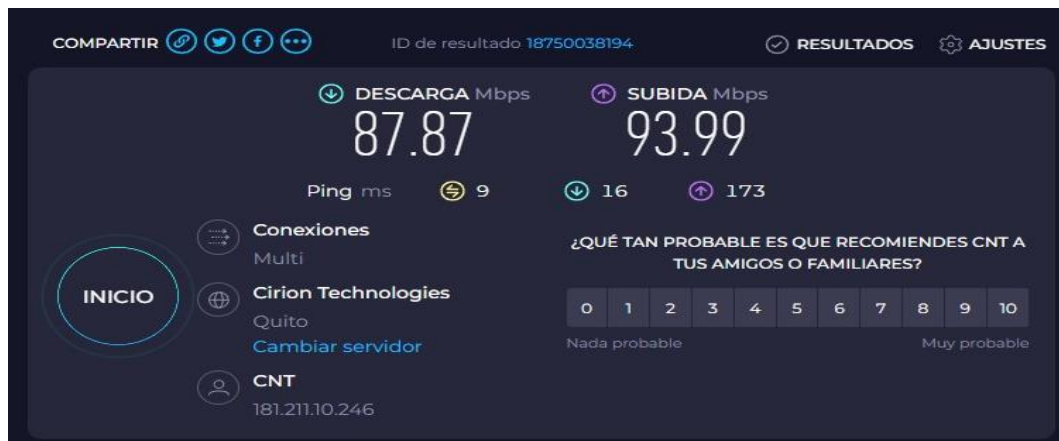 COMPARTIR
ID de resultado 18750038194
RESULTADOS
AJUSTES
DESCARGA Mbps
87.87
SUBIDA Mbps
93.99
Ping ms 9 16 173
INICIO
Conexiones
Multi
Cirion Technologies
Quito
Cambiar servidor
CNT
181.211.10.246
¿QUÉ TAN PROBABLE ES QUE RECOMIENDES CNT A
TUS AMIGOS O FAMILIARES?
0 1 2 3 4 5 6 7 8 9 10
Nada probable
Muy probable